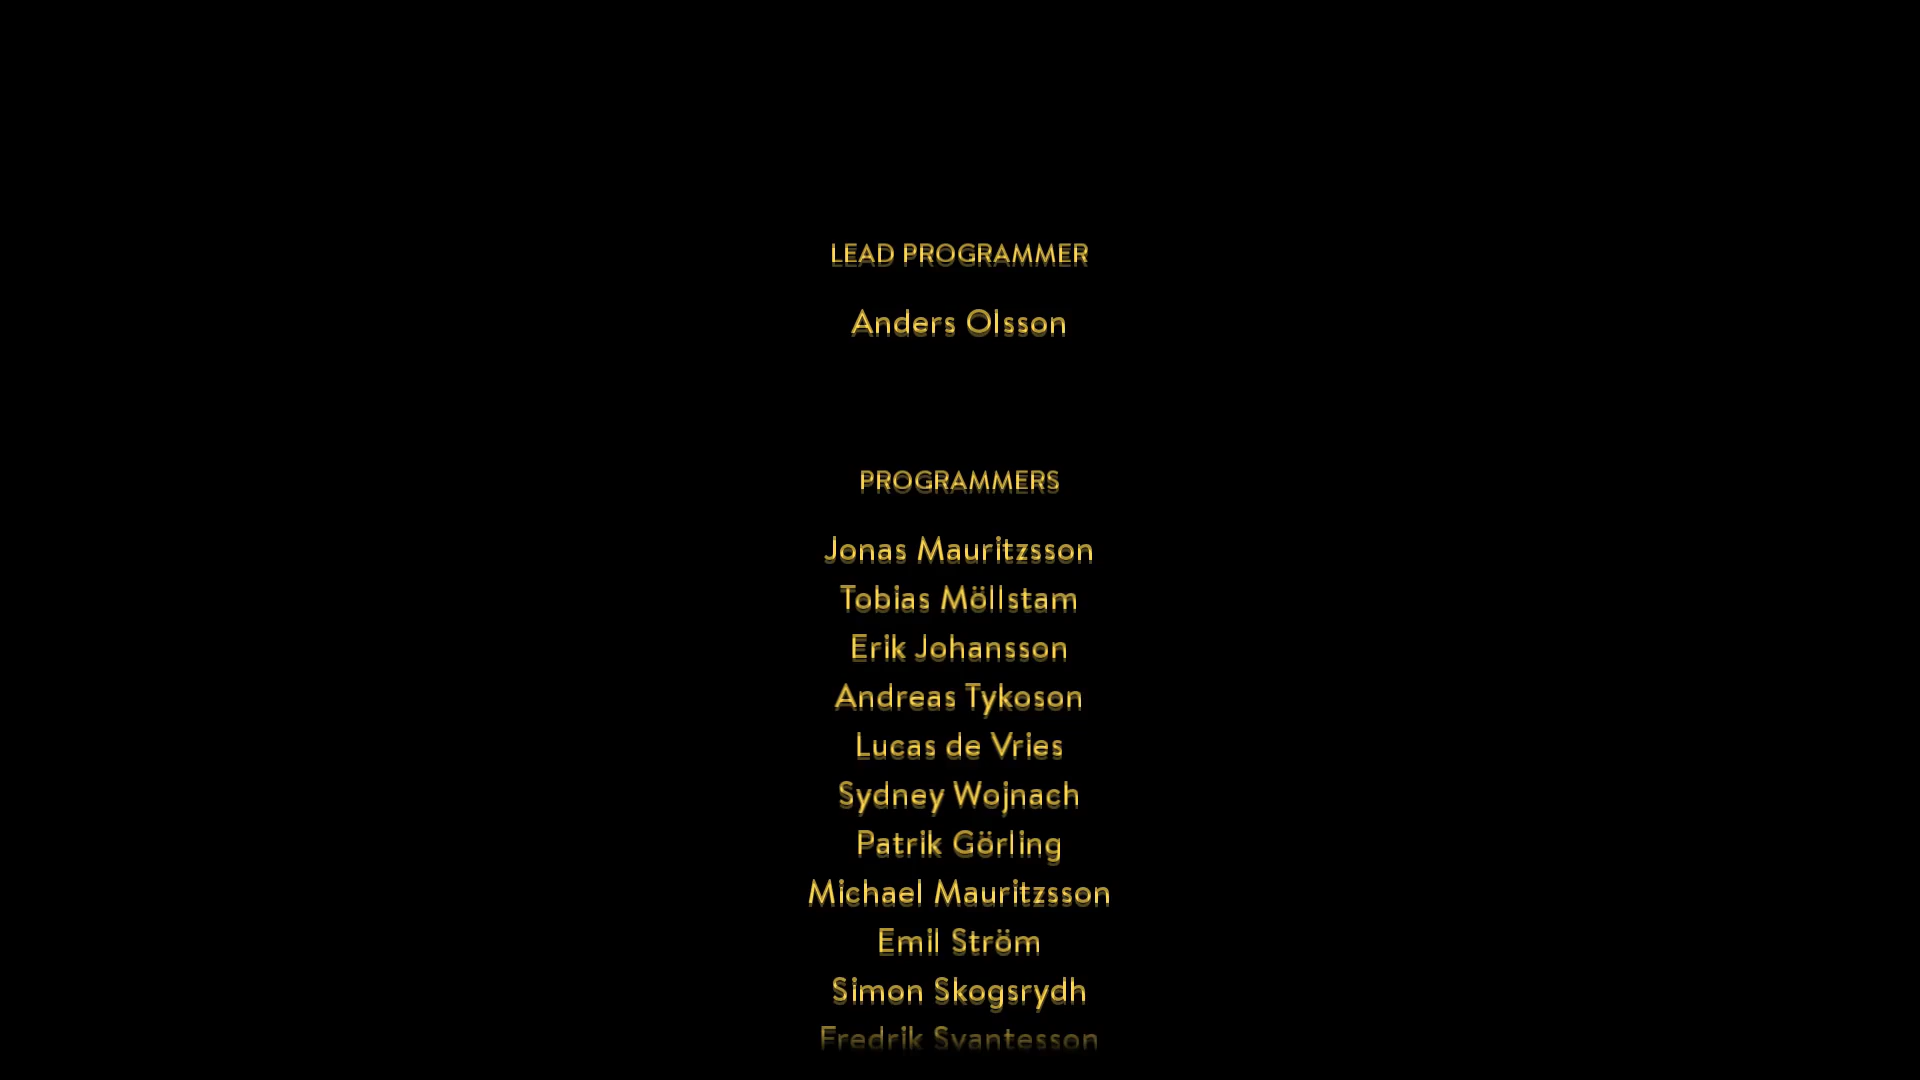 LEAD PROGRAMMER
Anders Olsson
PROGRAMMERS
Jonas Mauritzsson
Tobias Möllstam
Erik Johansson
Andreas Tykoson
Lucas de Vries
Sydney Wojnach
Patrik Görling
Michael Mauritzsson
Emil Ström
Simon Skogsrydh
Fredrik Svantesson